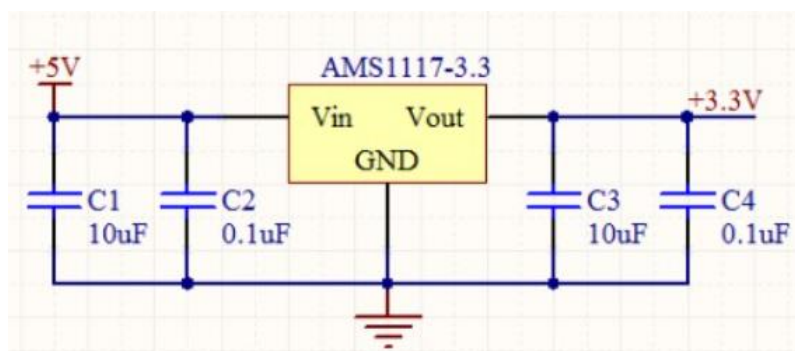 +5V
AMS1117-3.3
+3.3V
Vin
Vout
GND
C1
10uF
C2
0.1uF
C3
10uF
C4
0.1uF